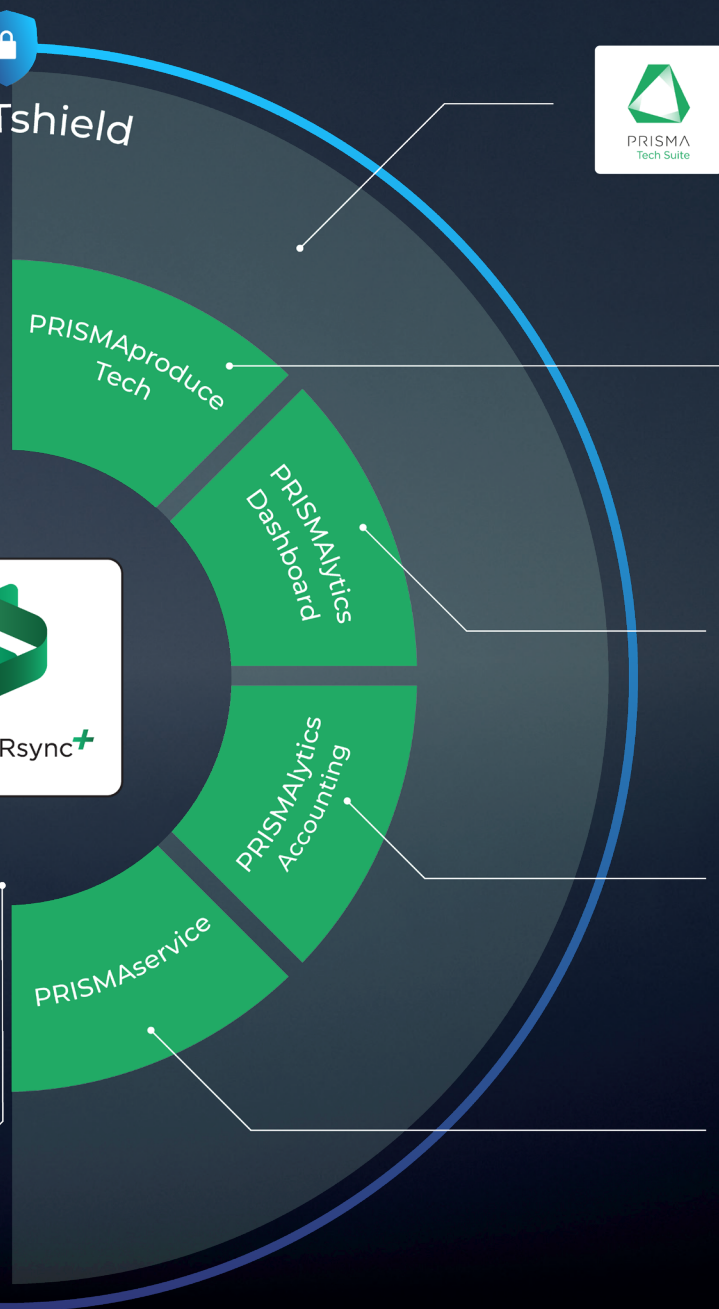 Tshield
PRISMA
Tech Suite
PRISMAproduce
Tech
PRISMAlytics
Dashboard
Rsync+
PRISMAlytics
Accounting
PRISMAservice